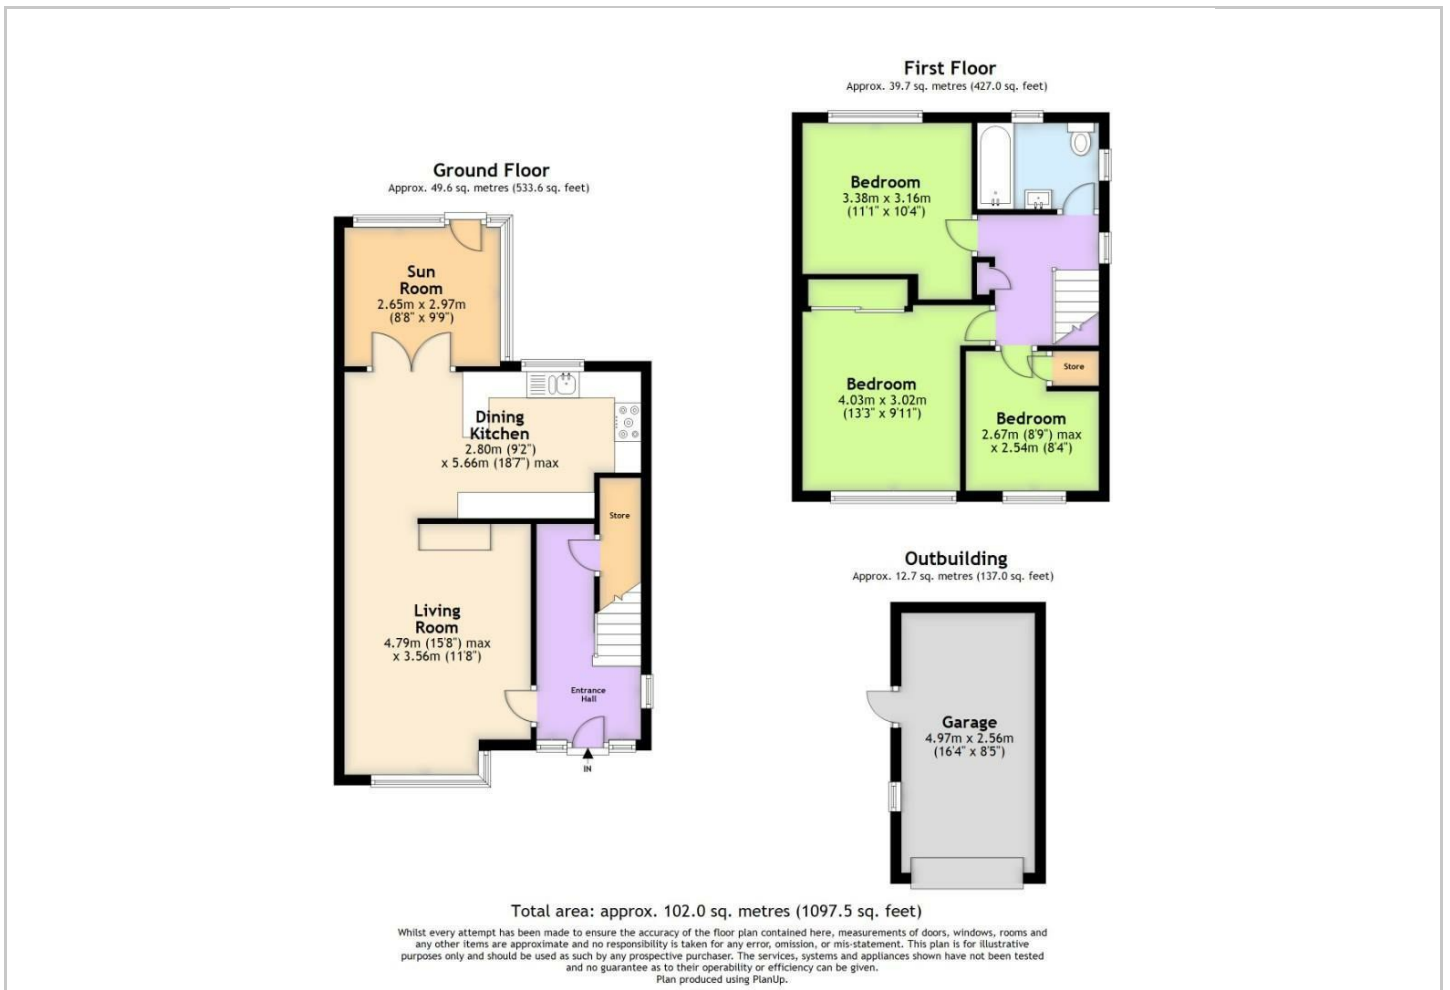 First Floor
Approx. 39.7 sq. metres (427.0 sq. feet)
Bedroom
3.38m x 3.16m
(11'1" x 10'4")
Bedroom
4.03m x 3.02m
(13'3" x 9'11")
Store
Bedroom
2.67m (8'9") max
x 2.54m (8'4")
Ground Floor
Approx. 49.6 sq. metres (533.6 sq. feet)
Sun
Room
2.65m x 2.97m
(8'8" x 9'9")
Dining
Kitchen
2.80m (9'2")
x 5.66m (18'7") max
Store
Living
Room
4.79m (15'8") max
x 3.56m (11'8")
Entrance
Hall
IN
Outbuilding
Approx. 12.7 sq. metres (137.0 sq. feet)
Garage
4.97m x 2.56m
(16'4" x 8'5")
Total area: approx. 102.0 sq. metres (1097.5 sq. feet)
Whilst every attempt has been made to ensure the accuracy of the floor plan contained here, measurements of doors, windows, rooms and
any other items are approximate and no responsibility is taken for any error, omission, or mis-statement. This plan is for illustrative
purposes only and should be used as such by any prospective purchaser. The services, systems and appliances shown have not been tested
and no guarantee as to their operability or efficiency can be given.
Plan produced using PlanUp.